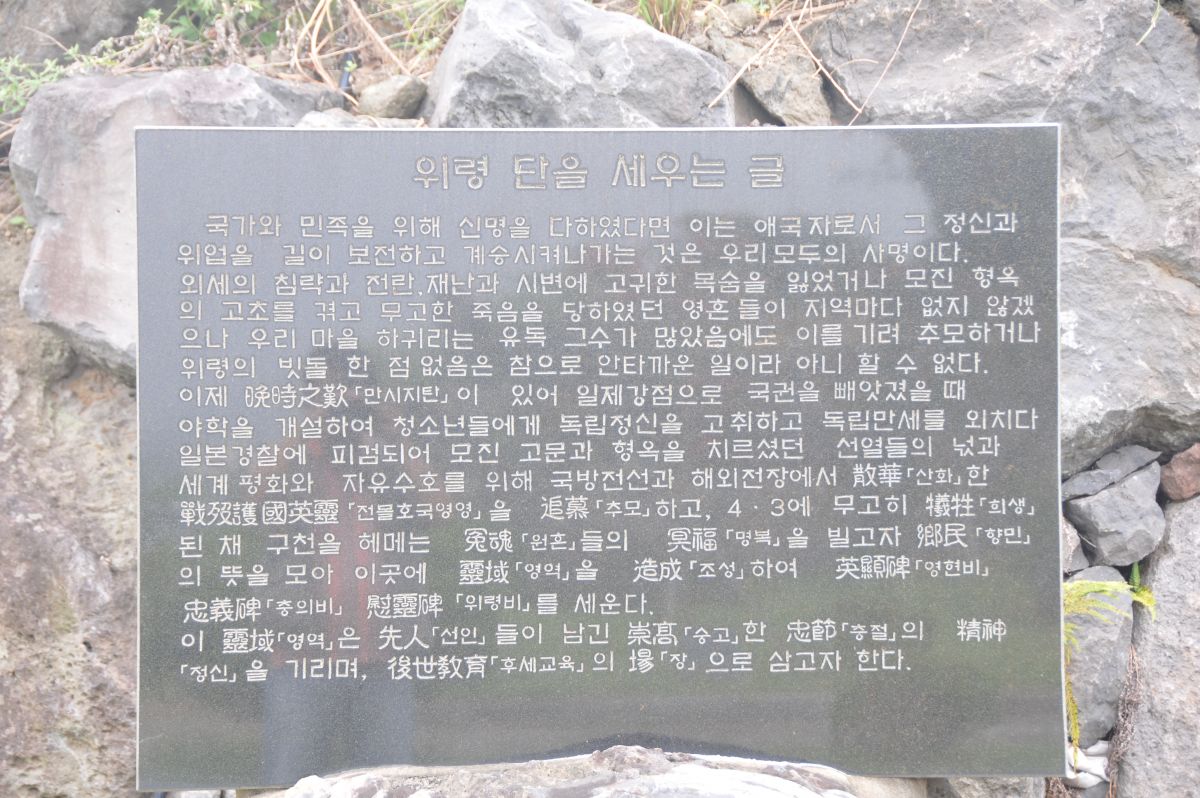 위령 단을 세우는 글
국가와 민족을 위해 신명을 다하였다면 이는 애국자로서 그 정신과
위업을 길이 보전하고 계승시켜나가는 것은 우리모두의 사명이다.
외세의 침략과 전란,재난과 시변에 고귀한 목숨을 잃었거나 모진 형옥
의 고초를 겪고 무고한 죽음을 당하였던 영혼들이 지역마다 없지 않겠
으나 우리 마을 하귀리는 유독 그수가 많았음에도 이를기려 추모하거나
위령의 빗돌 한 점없음은 참으로 안타까운 일이라 아니 할 수 없다.
이제 晩時之歎「만시지탄」이 있어 일제강점으로 국권을 빼앗겼을 때
야학을 개설하여 청소년들에게 독립정신을 고취하고 독립만세를 외치다
일본경찰에 피검되어 모진 고문과 형옥을 치르셨던 선열들의 넋과
세계평화와 자유수호를 위해 국방전선과 해외전장에서 散華「산화」한
戰歿護國英靈「전몰호국영영」을 追慕「추모」하고, 4·3에 무고히 犧牲「희생」
된 채 구천을 헤메는 冤魂「원혼」들의 冥福「명복」을 빌고자 鄕民「향민」
의 뜻을 모아 이곳에 靈域「영역」을 造成「조성」하여 英顯碑「영현비」
忠義碑「충의비」 慰靈碑「위령비」를 세운다.
이 靈域「영역」은 先人「선인」들이 남긴 崇高「숭고」한 忠節「충절」의 精神
「정신」을 기리며, 後世敎育「후세교육」의 場「장」으로 삼고자 한다.